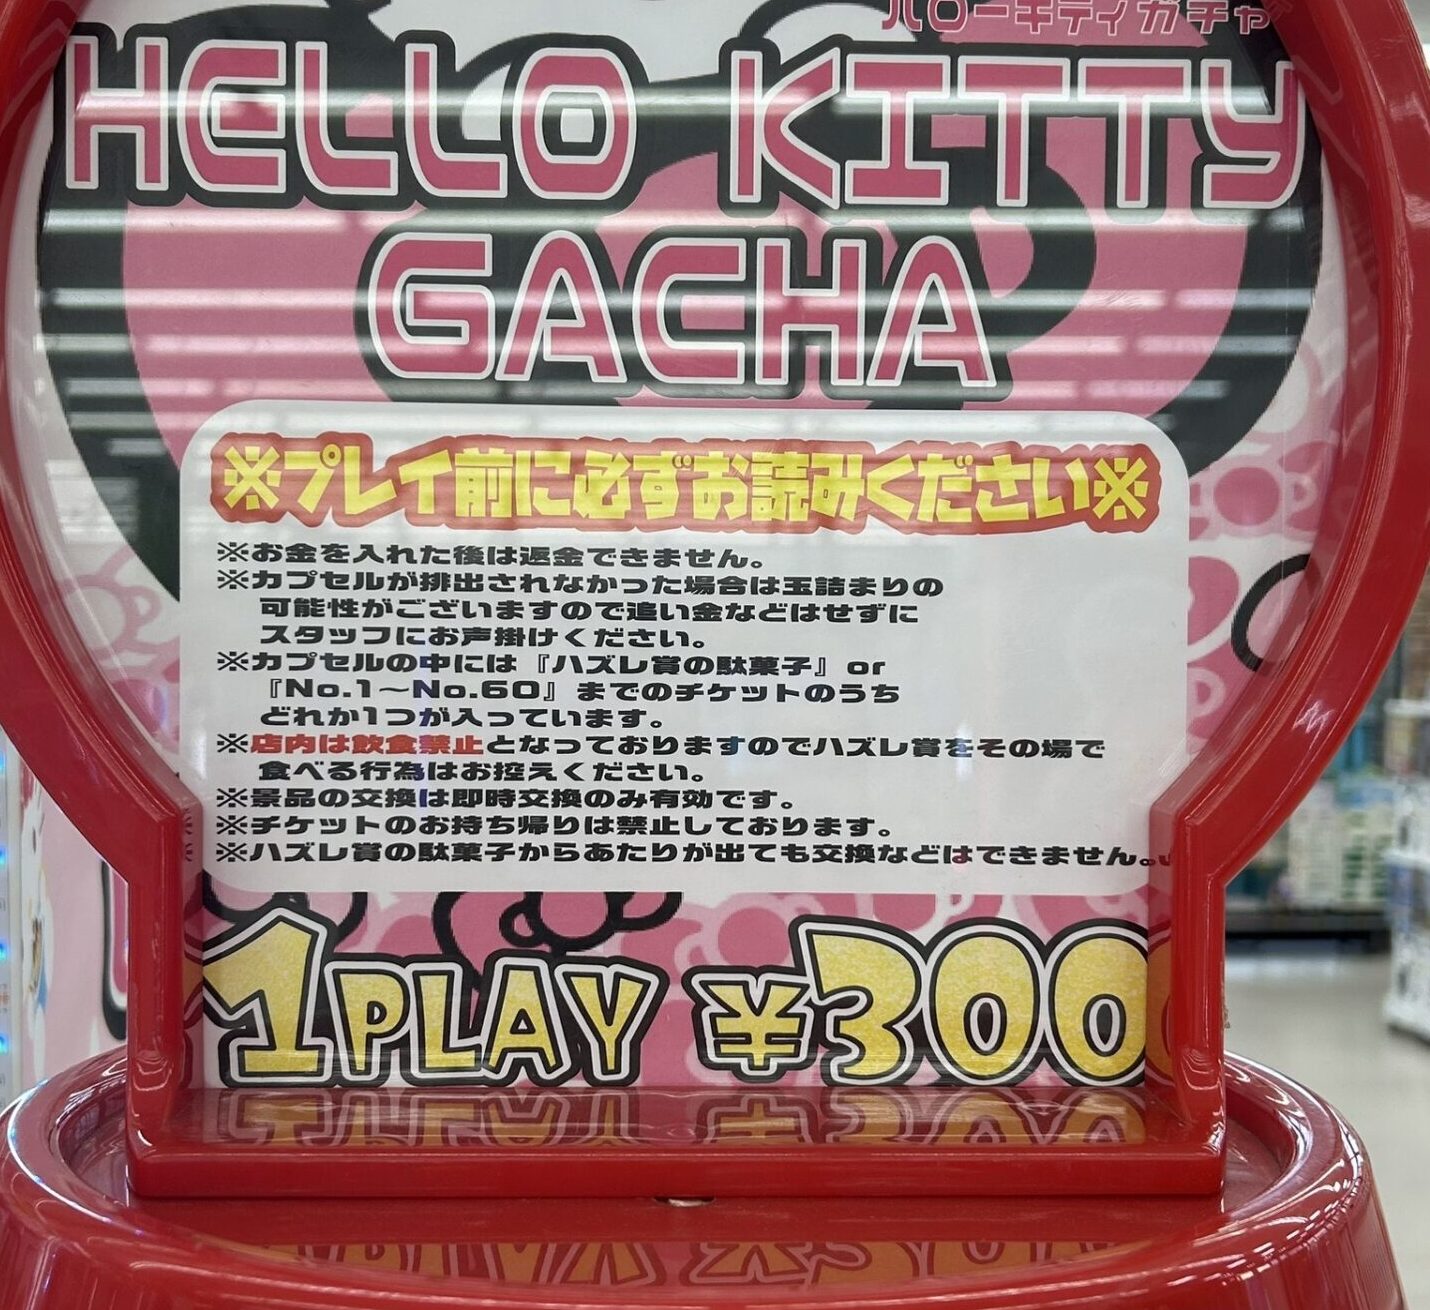 ハローキティガチャ
HELLO KITTY
GACHA
※プレイ前に必ずお読みください※
※お金を入れた後は返金できません。
※カプセルが排出されなかった場合は玉詰まりの
可能性がございますので追い金などはせずに
スタッフにお声掛けください。
※カプセルの中には『ハズレ賞の駄菓子』or
『No.1～No.60』までのチケットのうち
どれか1つが入っています。
※店内は飲食禁止となっておりますのでハズレ賞をその場で
食べる行為はお控えください。
※景品の交換は即時交換のみ有効です。
※チケットのお持ち帰りは禁止しております。
※ハズレ賞の駄菓子からあたりが出ても交換などはできません。
1PLAY ¥300